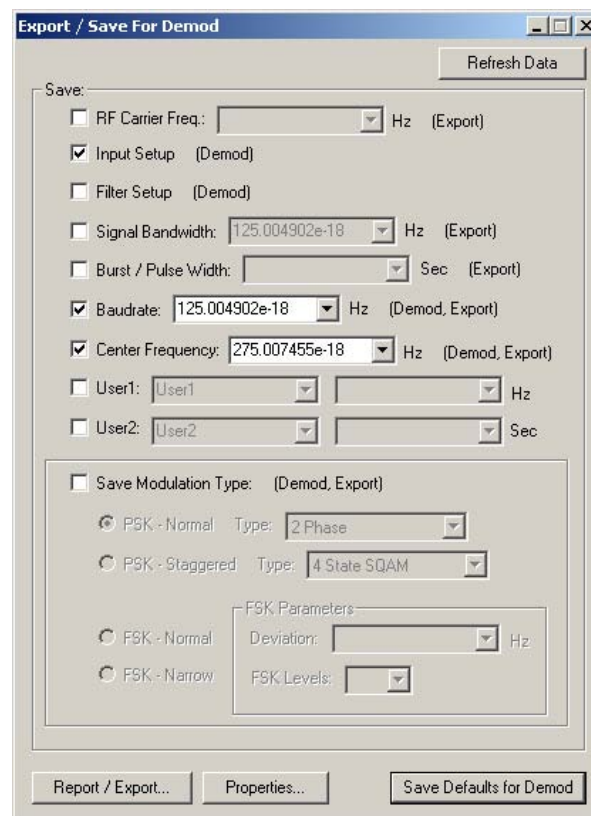 Export / Save For Demod
Refresh Data
Save:
RF Carrier Freq.: Hz (Export)
Input Setup (Demod)
Filter Setup (Demod)
Signal Bandwidth: 125.004902e-18 Hz (Export)
Burst / Pulse Width: Sec (Export)
Baudrate: 125.004902e-18 Hz (Demod, Export)
Center Frequency: 275.007455e-18 Hz (Demod, Export)
User1: User1 Hz
User2: User2 Sec
Save Modulation Type: (Demod, Export)
PSK - Normal Type: 2 Phase
PSK - Staggered Type: 4 State SQAM
FSK Parameters
FSK - Normal Deviation: Hz
FSK - Narrow FSK Levels:
Report / Export... Properties... Save Defaults for Demod